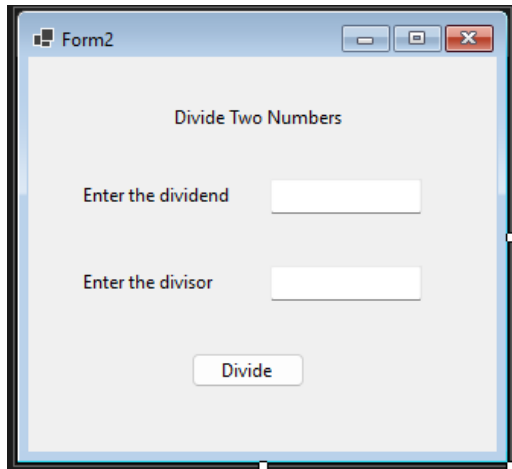 Form2
Divide Two Numbers
Enter the dividend
Enter the divisor
Divide